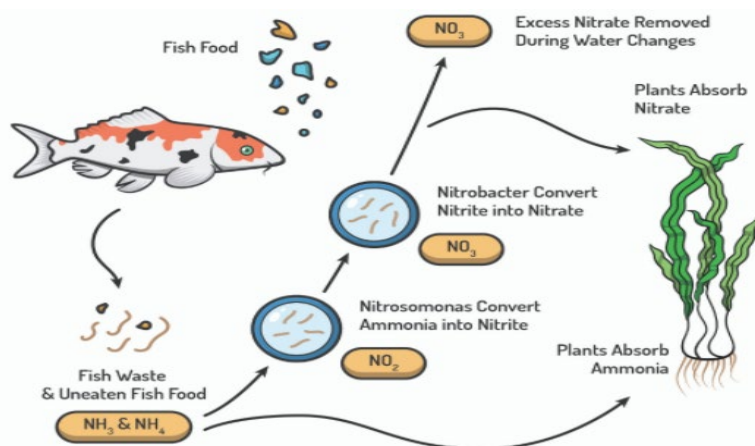 Fish Food
NO₃
Excess Nitrate Removed
During Water Changes
Plants Absorb
Nitrate
Nitrobacter Convert
Nitrite into Nitrate
NO₃
Nitrosomonas Convert
Ammonia into Nitrite
NO₂
Plants Absorb
Ammonia
Fish Waste
& Uneaten Fish Food
NH₃ & NH₄